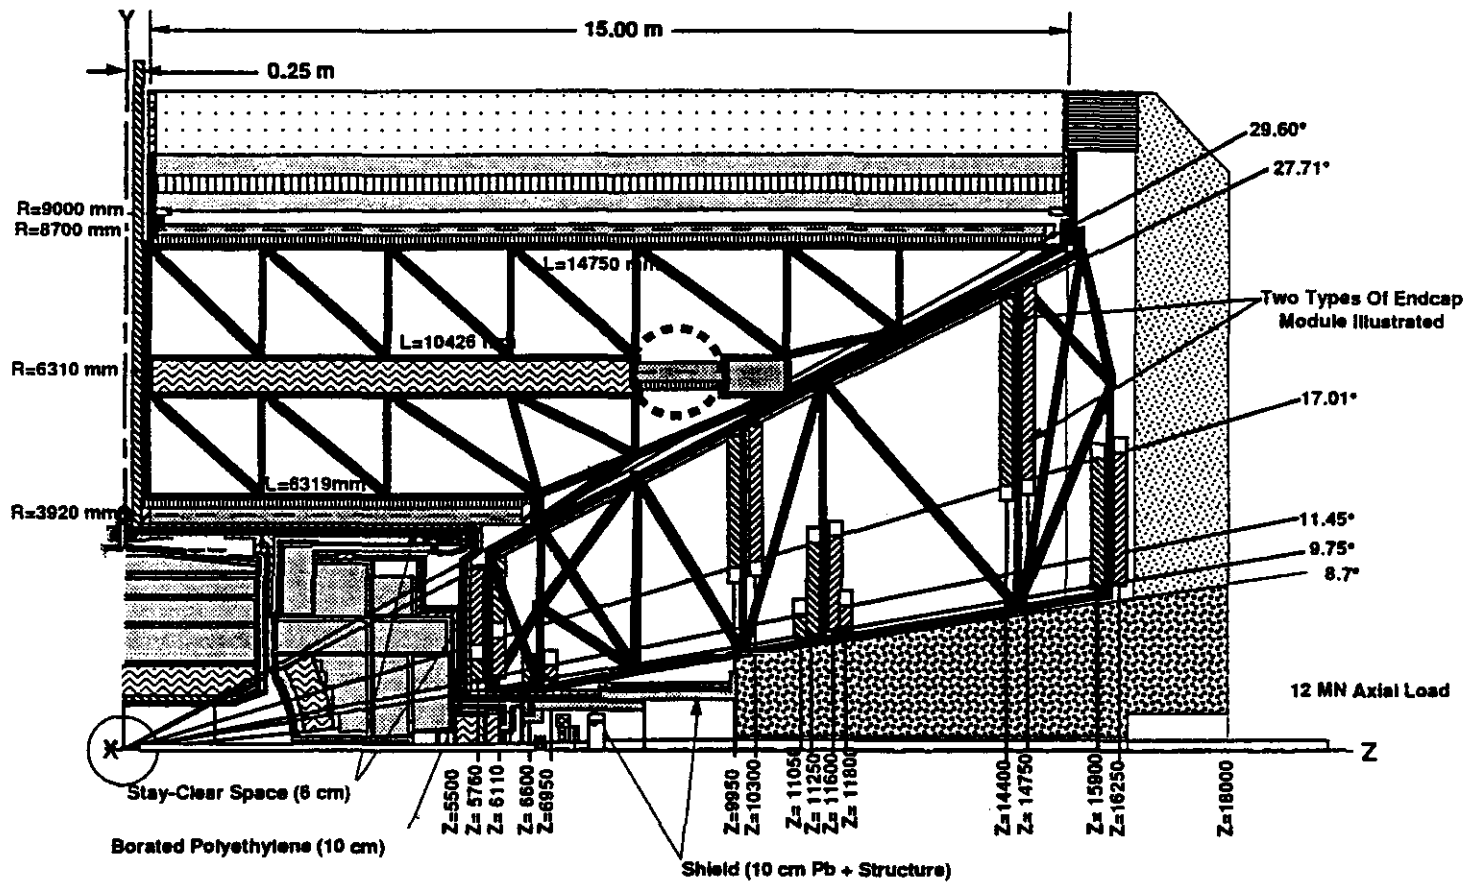 Y
15.00 m
0.25 m
29.60°
27.71°
R=9000 mm
R=8700 mm
L=14750
Two Types Of Endcap
Module Illustrated
L=10426
R=6310 mm
17.01°
L=6319mm
R=3920 mm
11.45°
9.75°
8.7°
12 MN Axial Load
X
Z
Stay-Clear Space (6 cm)
Borated Polyethylene (10 cm)
Shield (10 cm Pb + Structure)
Z=5500
Z= 5760
Z= 6110
Z= 6600
Z=6950
Z=9950
Z=10300
Z= 11050
Z= 11250
Z= 11600
Z= 11800
Z=14400
Z= 14750
Z= 15900
Z=16250
Z=18000